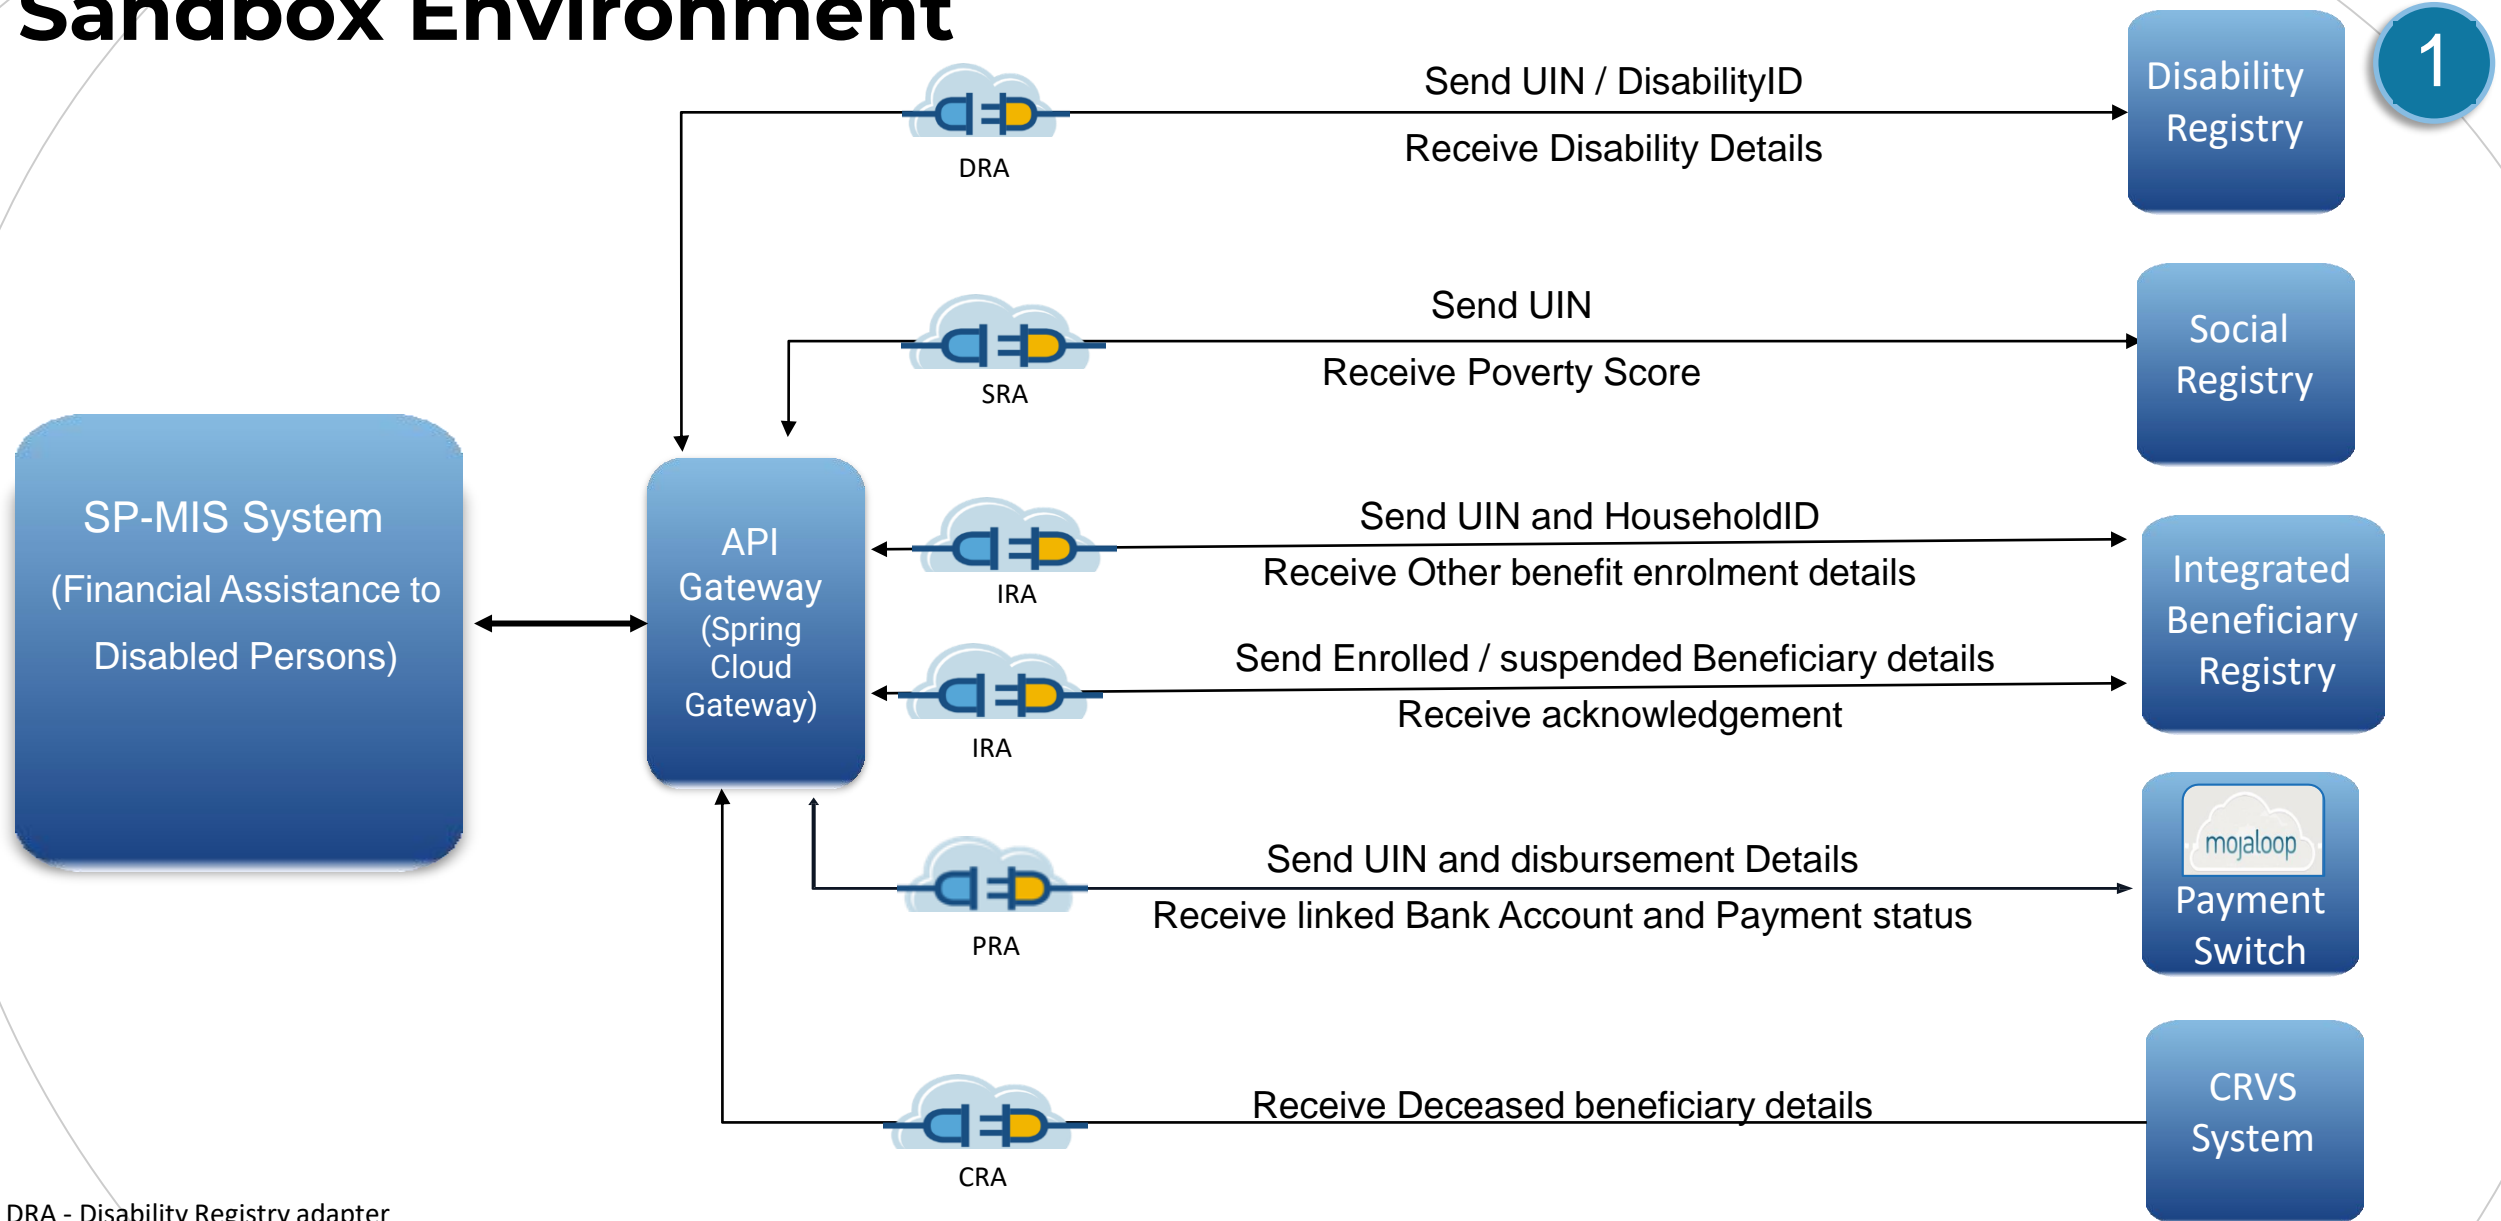 Sandbox Environment
1
Send UIN / DisabilityID
Receive Disability Details
DRA
Disability
Registry
Send UIN
Receive Poverty Score
SRA
Social
Registry
SP-MIS System
(Financial Assistance to
Disabled Persons)
API
Gateway
(Spring
Cloud
Gateway)
Send UIN and HouseholdID
Receive Other benefit enrolment details
IRA
Send Enrolled / suspended Beneficiary details
Receive acknowledgement
IRA
Integrated
Beneficiary
Registry
Send UIN and disbursement Details
Receive linked Bank Account and Payment status
PRA
mojaloop
Payment
Switch
Receive Deceased beneficiary details
CRA
CRVS
System
DRA - Disability Registry adapter